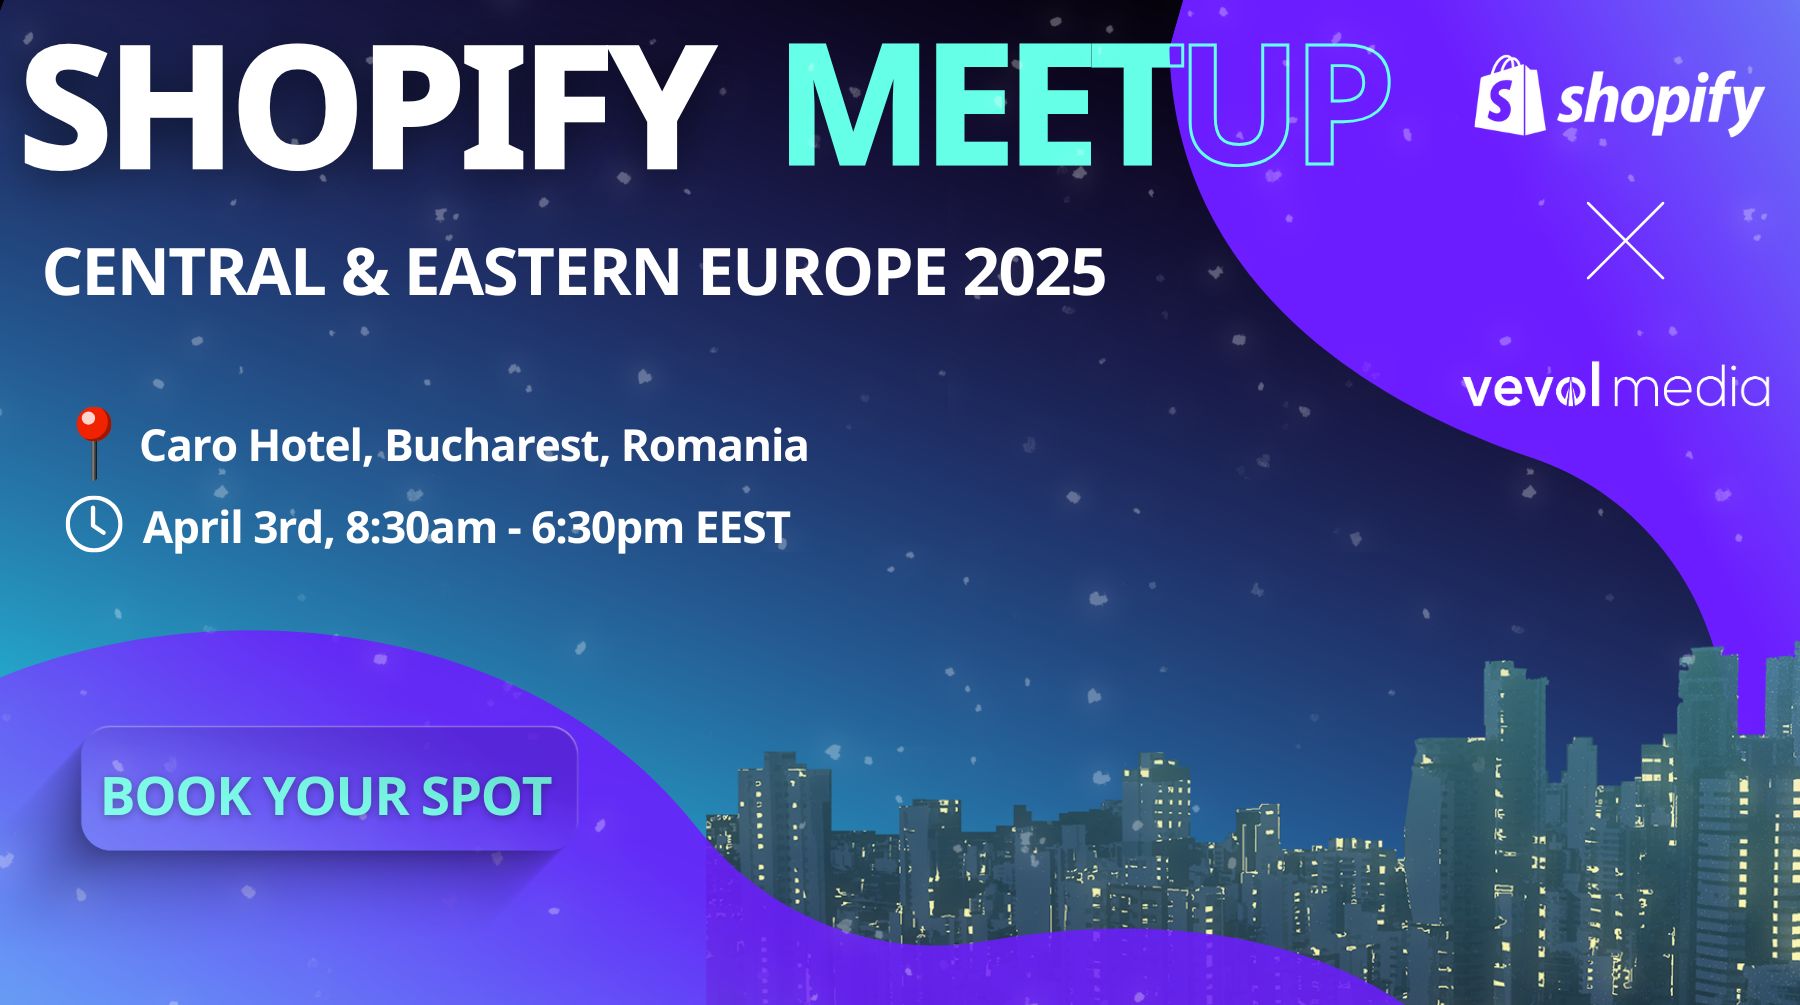 SHOPIFY MEETUP
shopify
CENTRAL & EASTERN EUROPE 2025
vevol media
Caro Hotel, Bucharest, Romania
April 3rd, 8:30am - 6:30pm EEST
BOOK YOUR SPOT